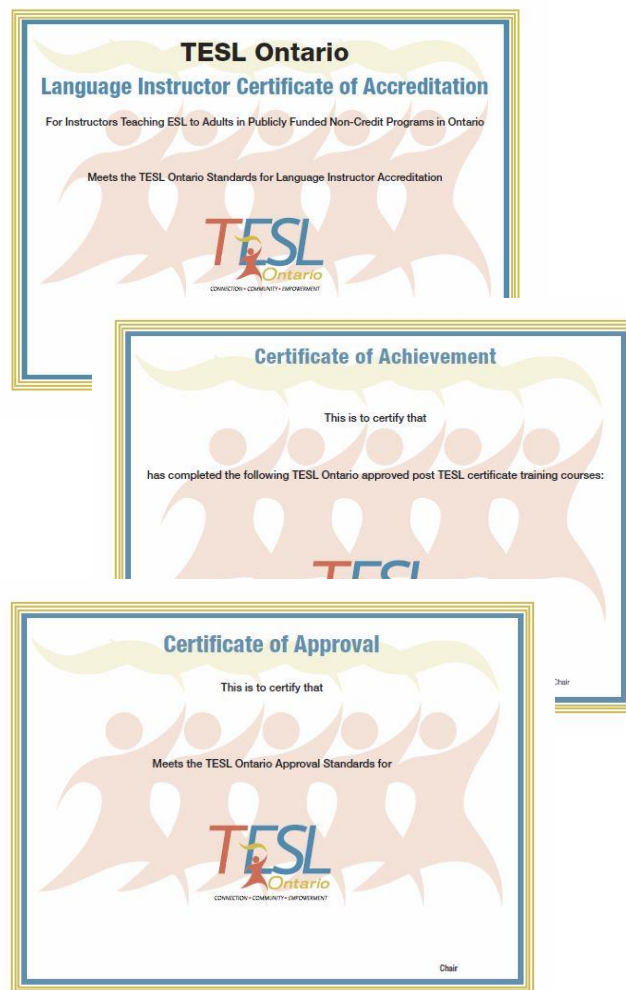 TESL Ontario
Language Instructor Certificate of Accreditation
For Instructors Teaching ESL to Adults in Publicly Funded Non-Credit Programs in Ontario
Meets the TESL Ontario Standards for Language Instructor Accreditation
TESL
Ontario
CONNECTION • COMMUNITY • EMPOWERMENT
Certificate of Achievement
This is to certify that
has completed the following TESL Ontario approved post TESL certificate training courses:
TESL
Chair
Certificate of Approval
This is to certify that
Meets the TESL Ontario Approval Standards for
TESL
Ontario
CONNECTION • COMMUNITY • EMPOWERMENT
Chair